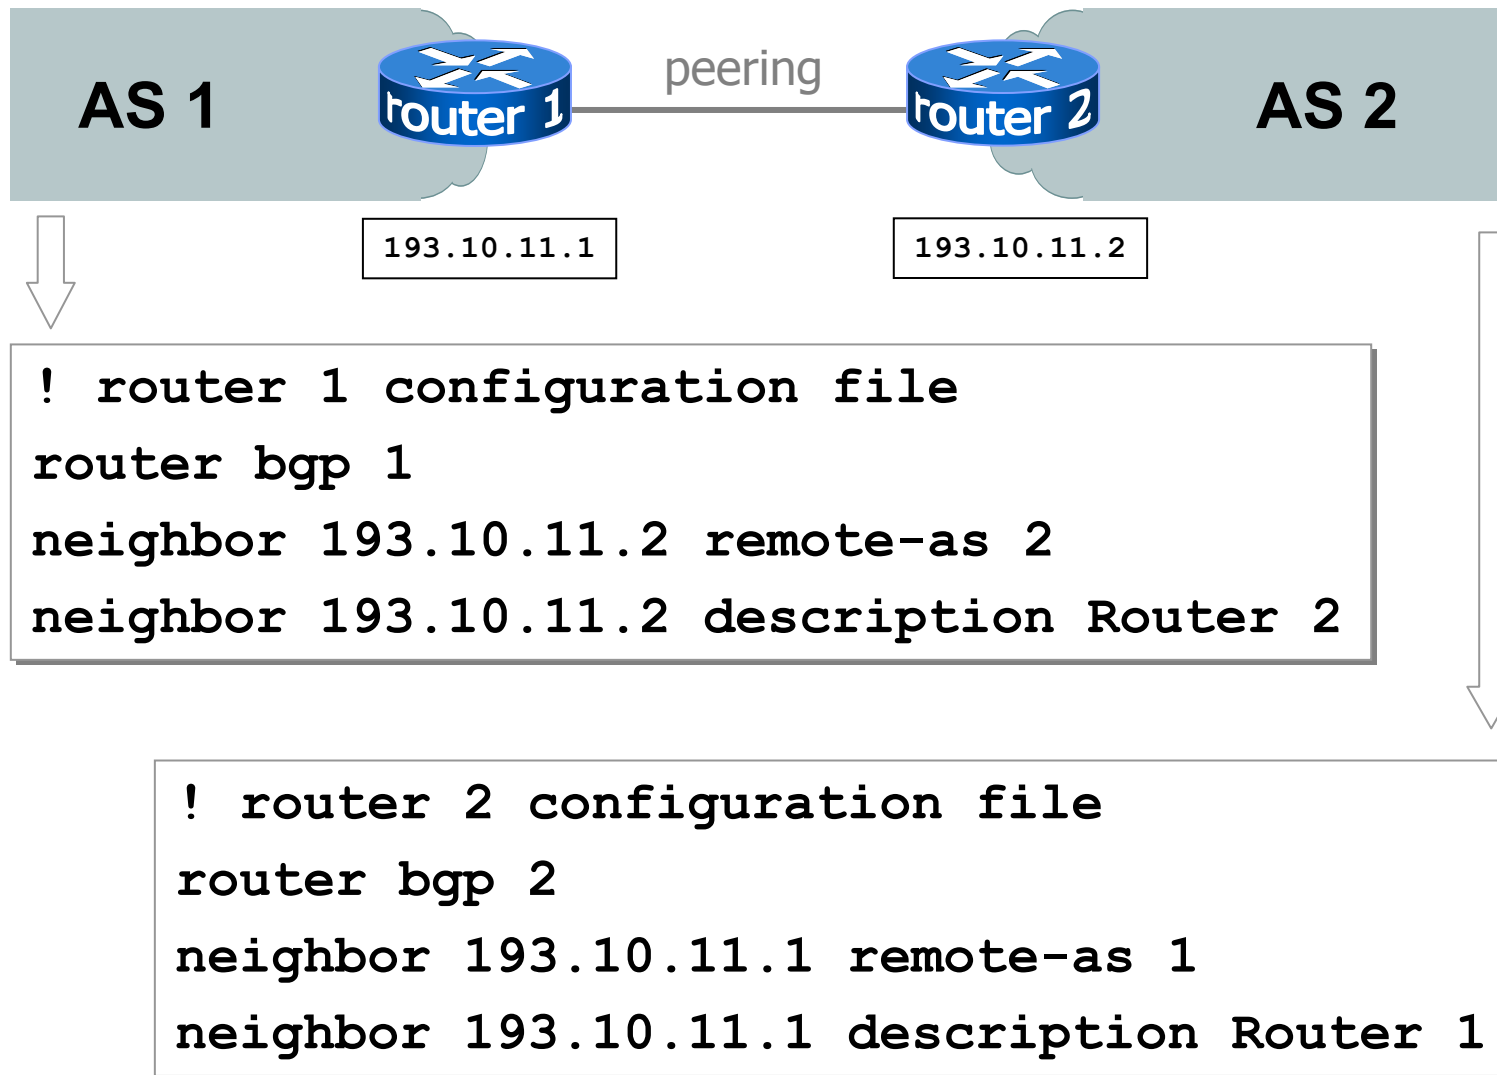 AS 1
router 1
peering
router 2
AS 2
193.10.11.1
193.10.11.2
! router 1 configuration file
router bgp 1
neighbor 193.10.11.2 remote-as 2
neighbor 193.10.11.2 description Router 2
! router 2 configuration file
router bgp 2
neighbor 193.10.11.1 remote-as 1
neighbor 193.10.11.1 description Router 1